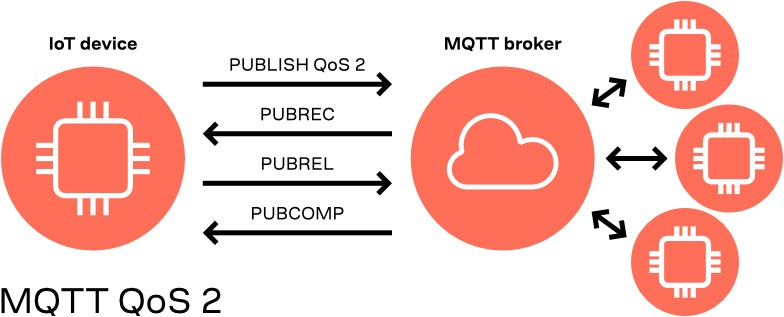 IoT device
MQTT broker
PUBLISH QoS 2
PUBREC
PUBREL
PUBCOMP
MQTT QoS 2